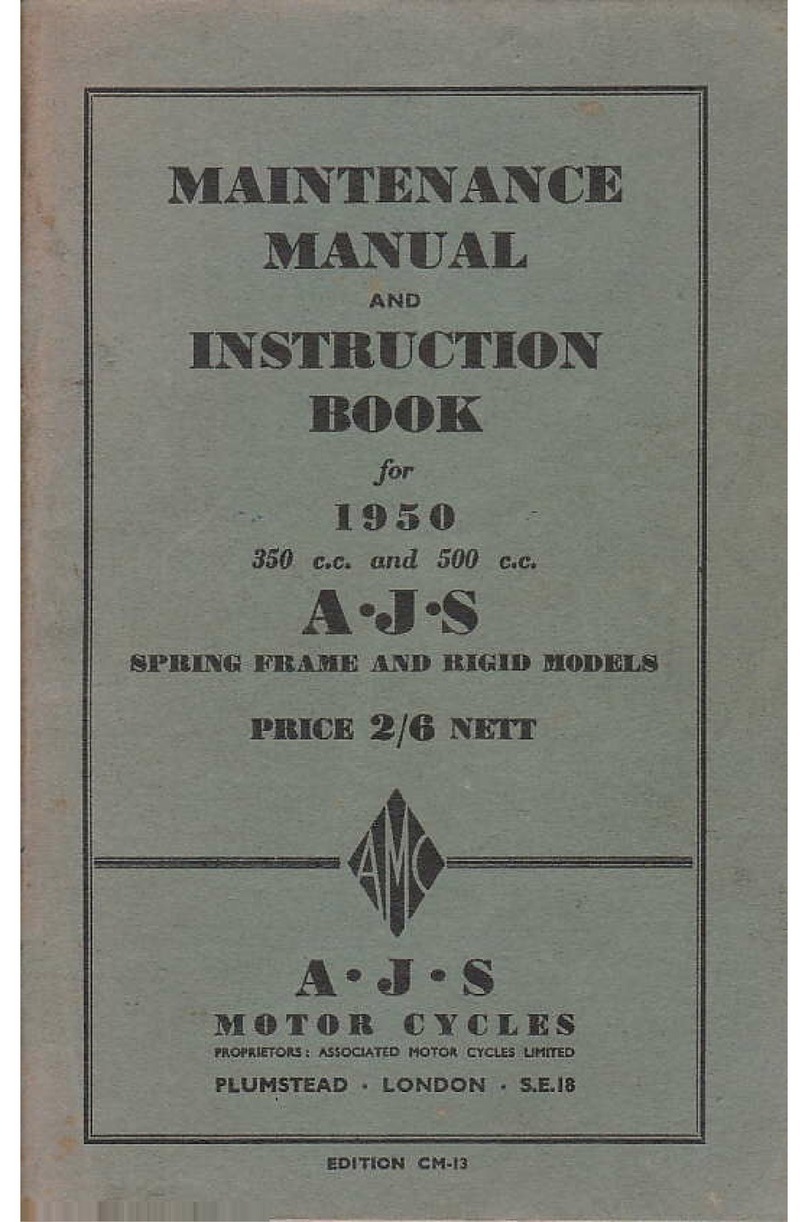 MAINTENANCE
MANUAL
AND
INSTRUCTION
BOOK
for
1950
350 c.c. and 500 c.c.
A·J·S
SPRING FRAME AND RIGID MODELS
PRICE 2/6 NETT
AMC
A·J·S
MOTOR CYCLES
PROPRIETORS: ASSOCIATED MOTOR CYCLES LIMITED
PLUMSTEAD · LONDON · S.E.18
EDITION CM-13